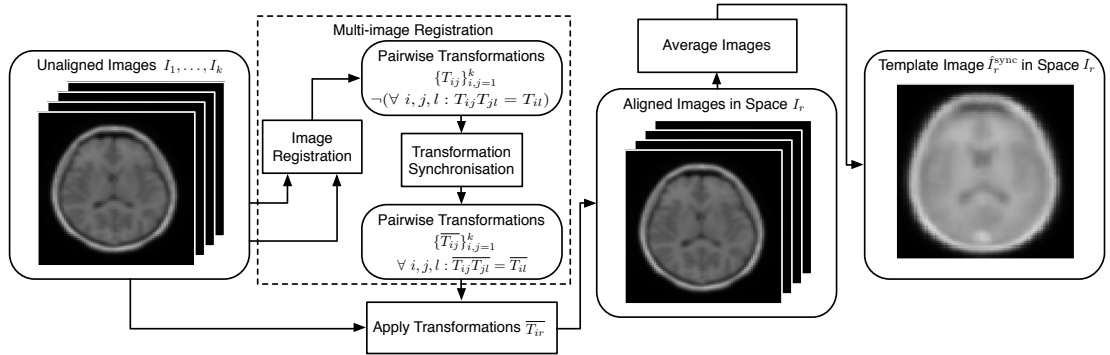 Unaligned Images I₁, . . . , Iₖ
Multi-image Registration
Image
Registration
Pairwise Transformations
{Tᵢⱼ}ᵏᵢ,ⱼ₌₁
¬(∀ i, j, l : TᵢⱼTⱼₗ = Tᵢₗ)
Transformation
Synchronisation
Pairwise Transformations
{T̅ᵢⱼ}ᵏᵢ,ⱼ₌₁
∀ i, j, l : T̅ᵢⱼT̅ⱼₗ = T̅ᵢₗ
Apply Transformations T̅ᵢᵣ
Average Images
Aligned Images in Space Iᵣ
Template Image Îᵣˢʸⁿᶜ in Space Iᵣ